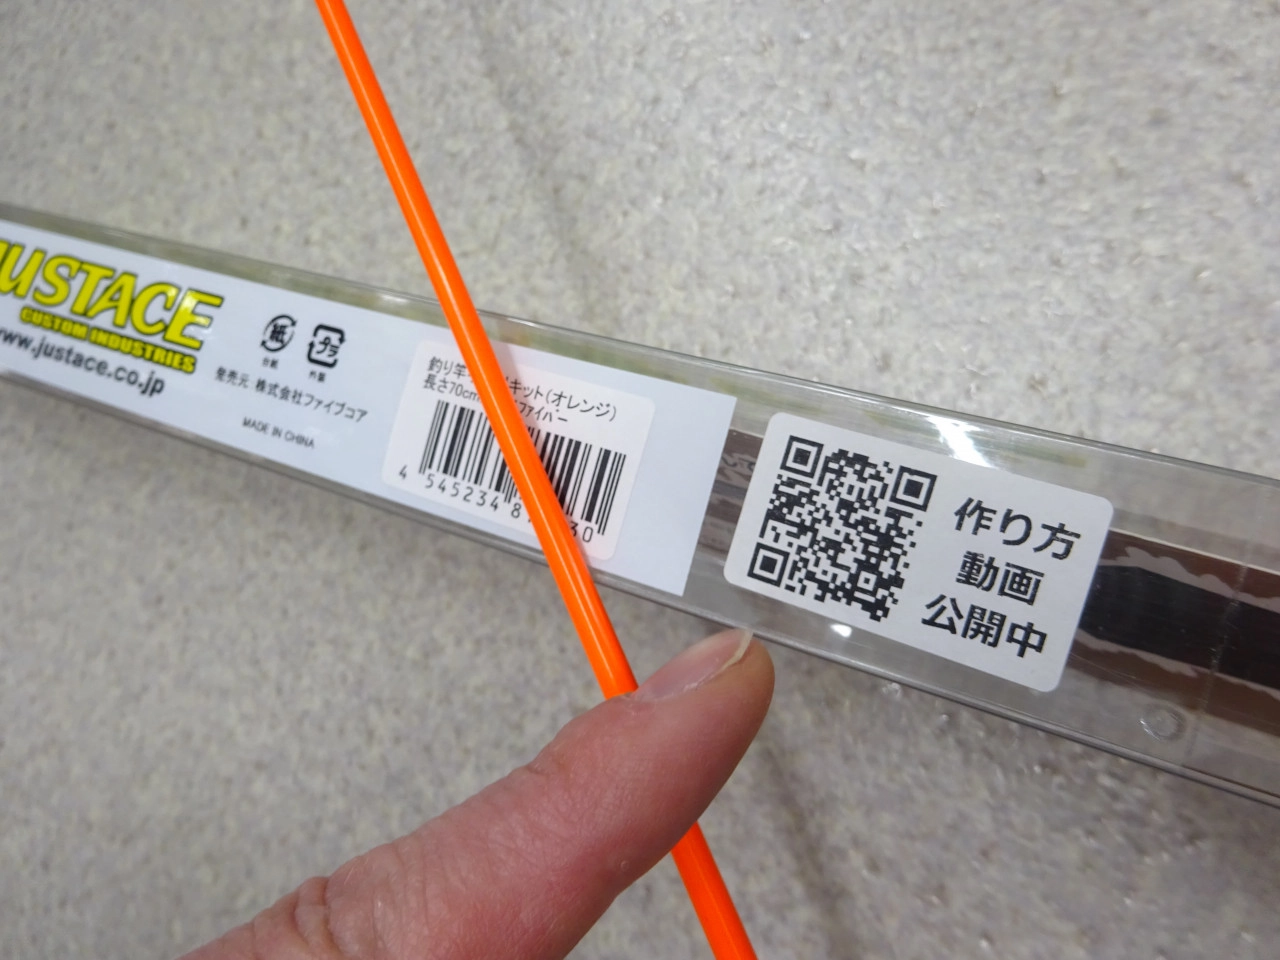 JUSTACE
CUSTOM INDUSTRIES
www.justace.co.jp
紙
台紙
プラ
外装
発売元 株式会社ファイブコア
MADE IN CHINA
釣り竿 キット(オレンジ)
長さ70cm ファイバー
4 545234 8 30
作り方
動画
公開中